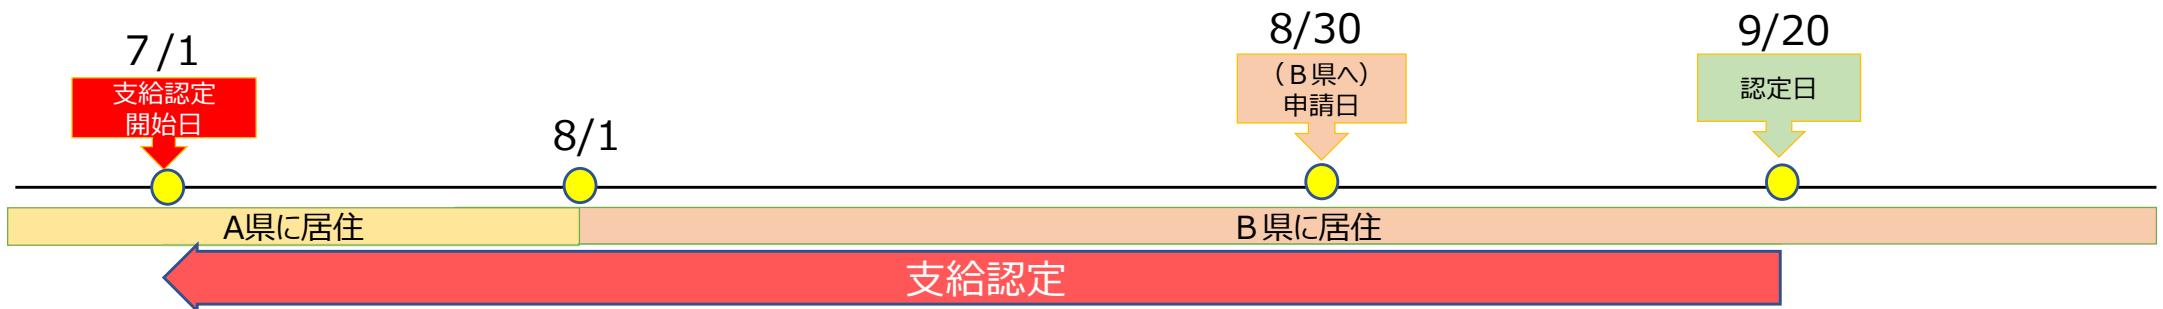 7/1
支給認定
開始日
8/1
8/30
（Ｂ県へ）
申請日
9/20
認定日
A県に居住
Ｂ県に居住
支給認定